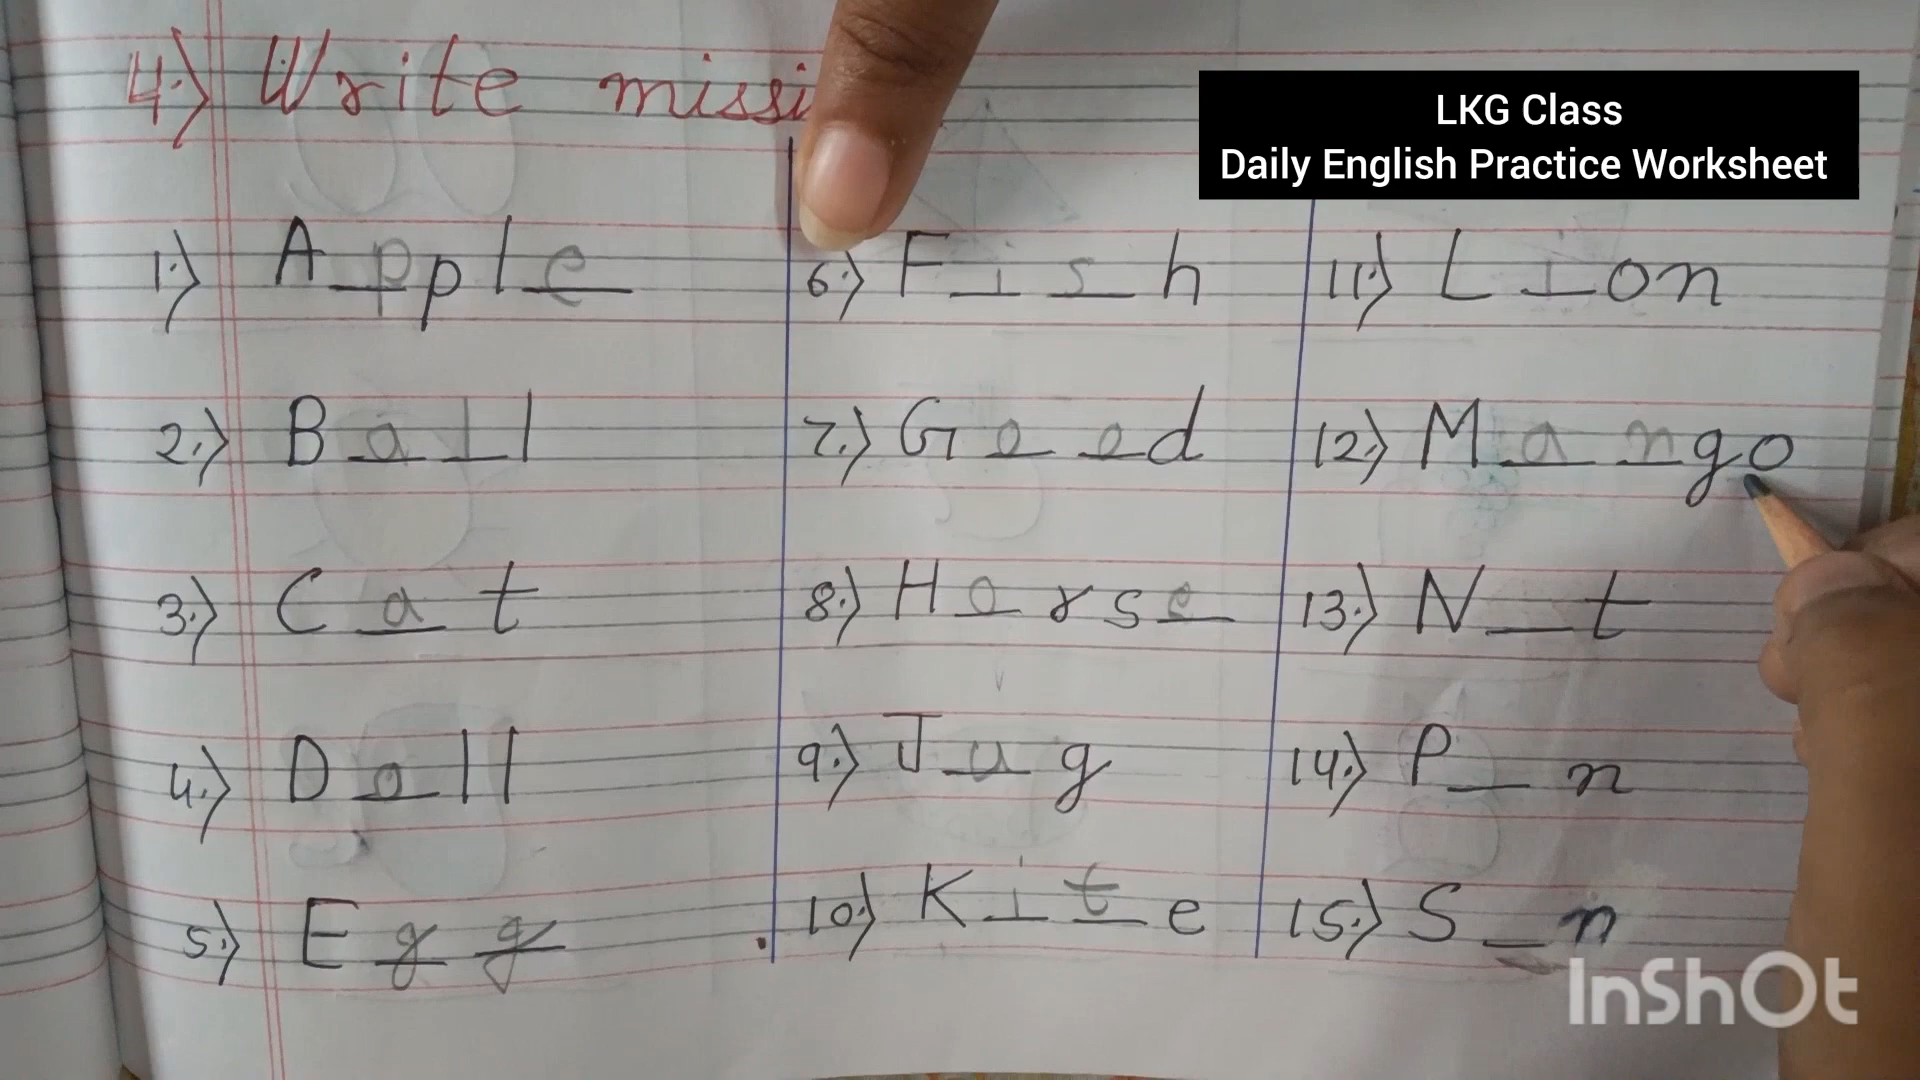 4.) Write missi
LKG Class
Daily English Practice Worksheet
1.) Apple
2.) Ball
3.) Cat
4.) Doll
5.) Egg
6.) Fish
7.) Good
8.) Horse
9.) Jug
10.) Kite
11.) Lion
12.) Mango
13.) N_t
14.) P_n
15.) S_n
InShOt